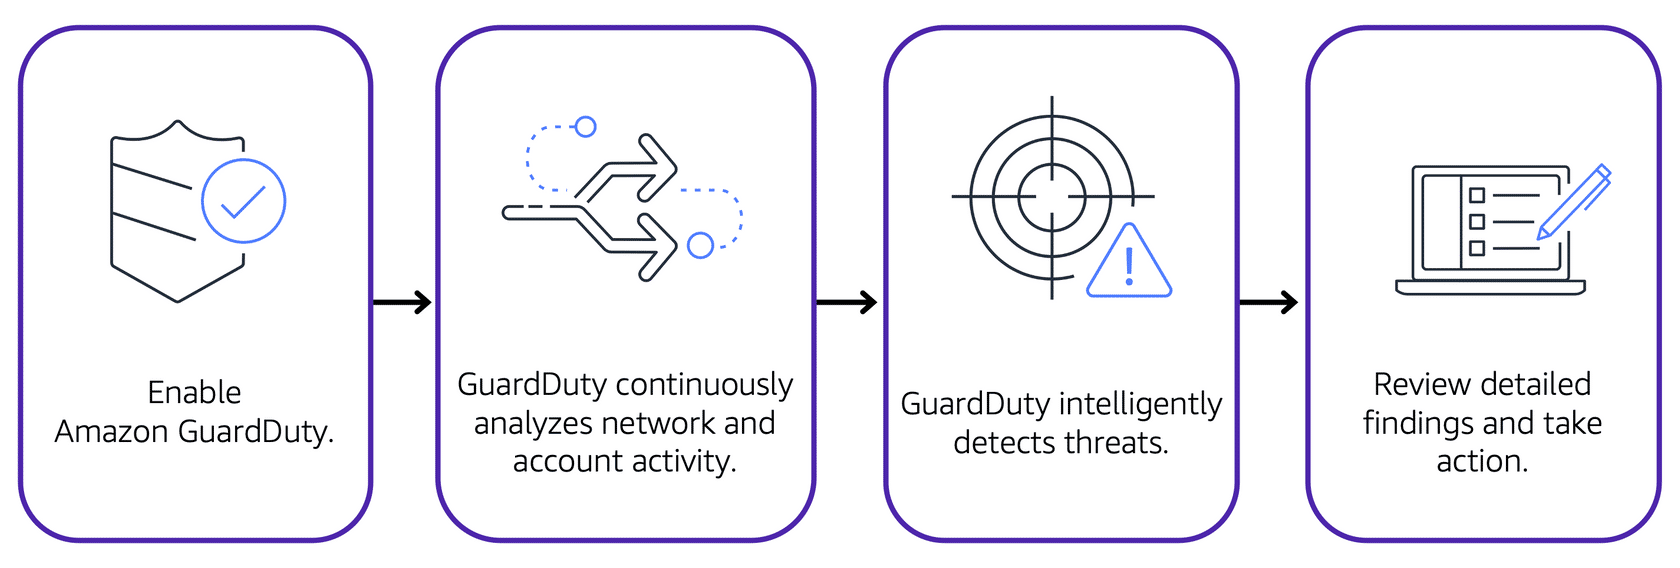 Enable
Amazon GuardDuty.
GuardDuty continuously
analyzes network and
account activity.
GuardDuty intelligently
detects threats.
Review detailed
findings and take
action.